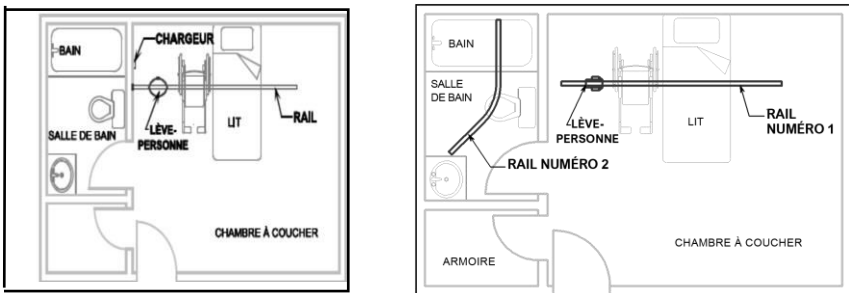 CHARGEUR
BAIN
LÈVE-
PERSONNE
LIT
RAIL
SALLE DE BAIN
CHAMBRE À COUCHER
BAIN
SALLE
DE BAIN
LÈVE-
PERSONNE
LIT
RAIL
NUMÉRO 1
RAIL NUMÉRO 2
CHAMBRE À COUCHER
ARMOIRE